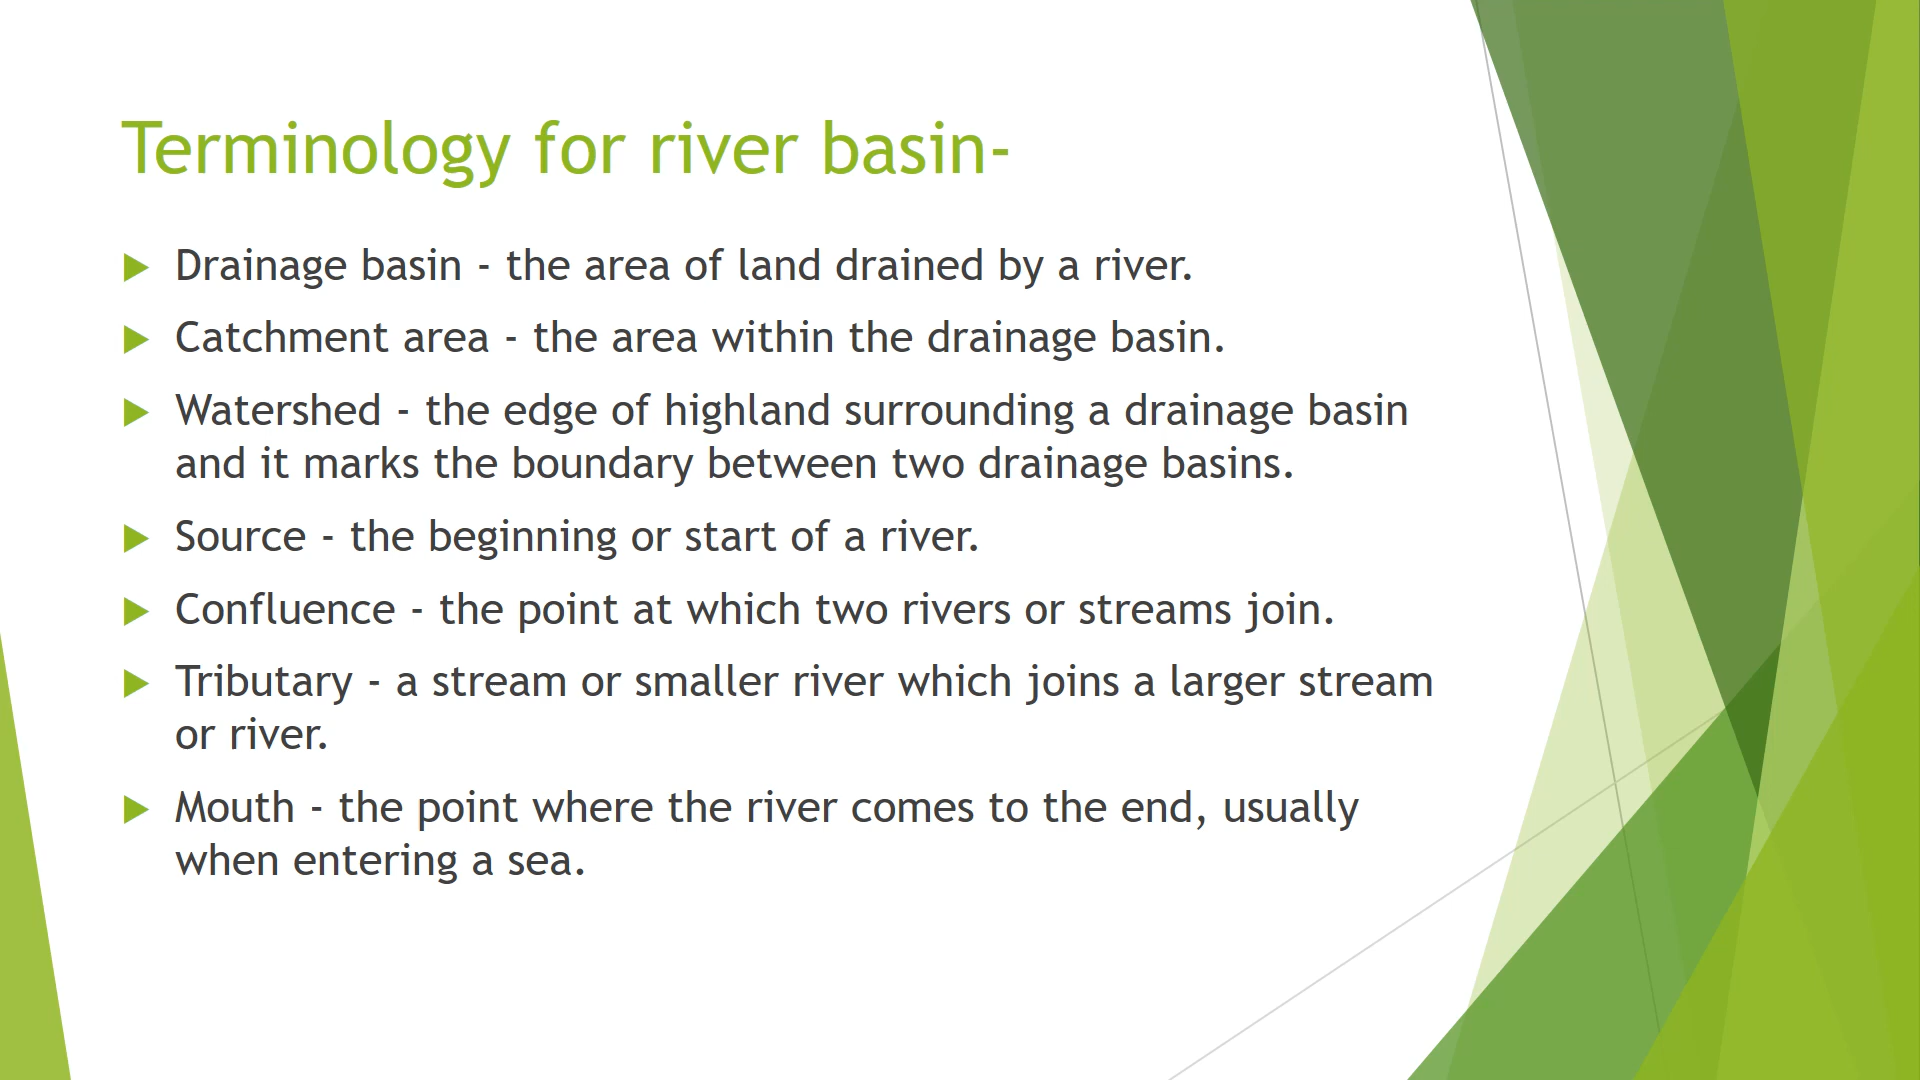 Terminology for river basin-
Drainage basin - the area of land drained by a river.
Catchment area - the area within the drainage basin.
Watershed - the edge of highland surrounding a drainage basin
and it marks the boundary between two drainage basins.
Source - the beginning or start of a river.
Confluence - the point at which two rivers or streams join.
Tributary - a stream or smaller river which joins a larger stream
or river.
Mouth - the point where the river comes to the end, usually
when entering a sea.